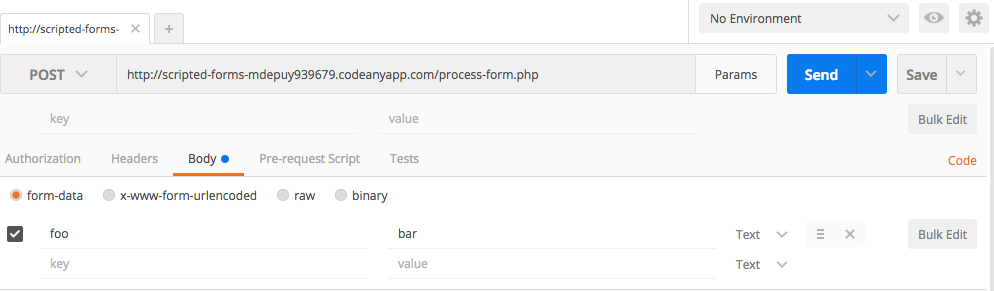 http://scripted-forms- × +
No Environment
POST http://scripted-forms-mdepuy939679.codeanyapp.com/process-form.php Params Send Save
key value Bulk Edit
Authorization Headers Body Pre-request Script Tests Code
form-data x-www-form-urlencoded raw binary
foo bar Text Bulk Edit
key value Text